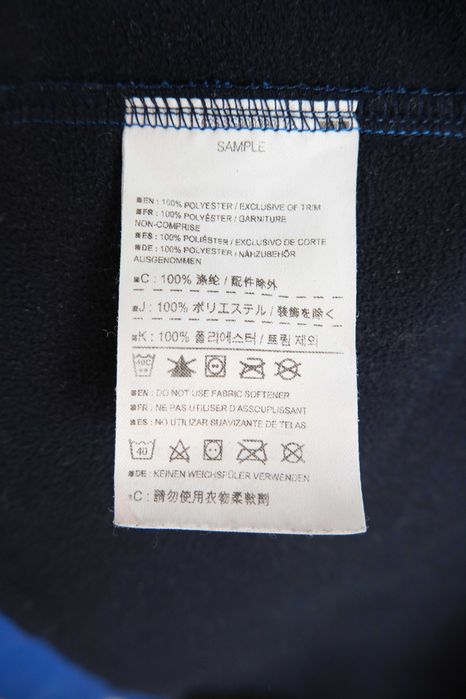 SAMPLE
EN : 100% POLYESTER / EXCLUSIVE OF TRIM
FR : 100% POLYÉSTER / GARNITURE
NON-COMPRISE
ES : 100% POLIÉSTER / EXCLUSIVO DE CORTE
DE : 100% POLYESTER / NÄHZUBEHÖR
AUSGENOMMEN
C : 100% 涤纶 / 配件除外
J : 100% ポリエステル / 装飾を除く
K : 100% 폴리에스터 / 트림 제외
40C
EN : DO NOT USE FABRIC SOFTENER
FR : NE PAS UTILISER D'ASSOUPLISSANT
ES : NO UTILIZAR SUAVIZANTE DE TELAS
40
DE : KEINEN WEICHSPÜLER VERWENDEN
C : 請勿使用衣物柔軟劑